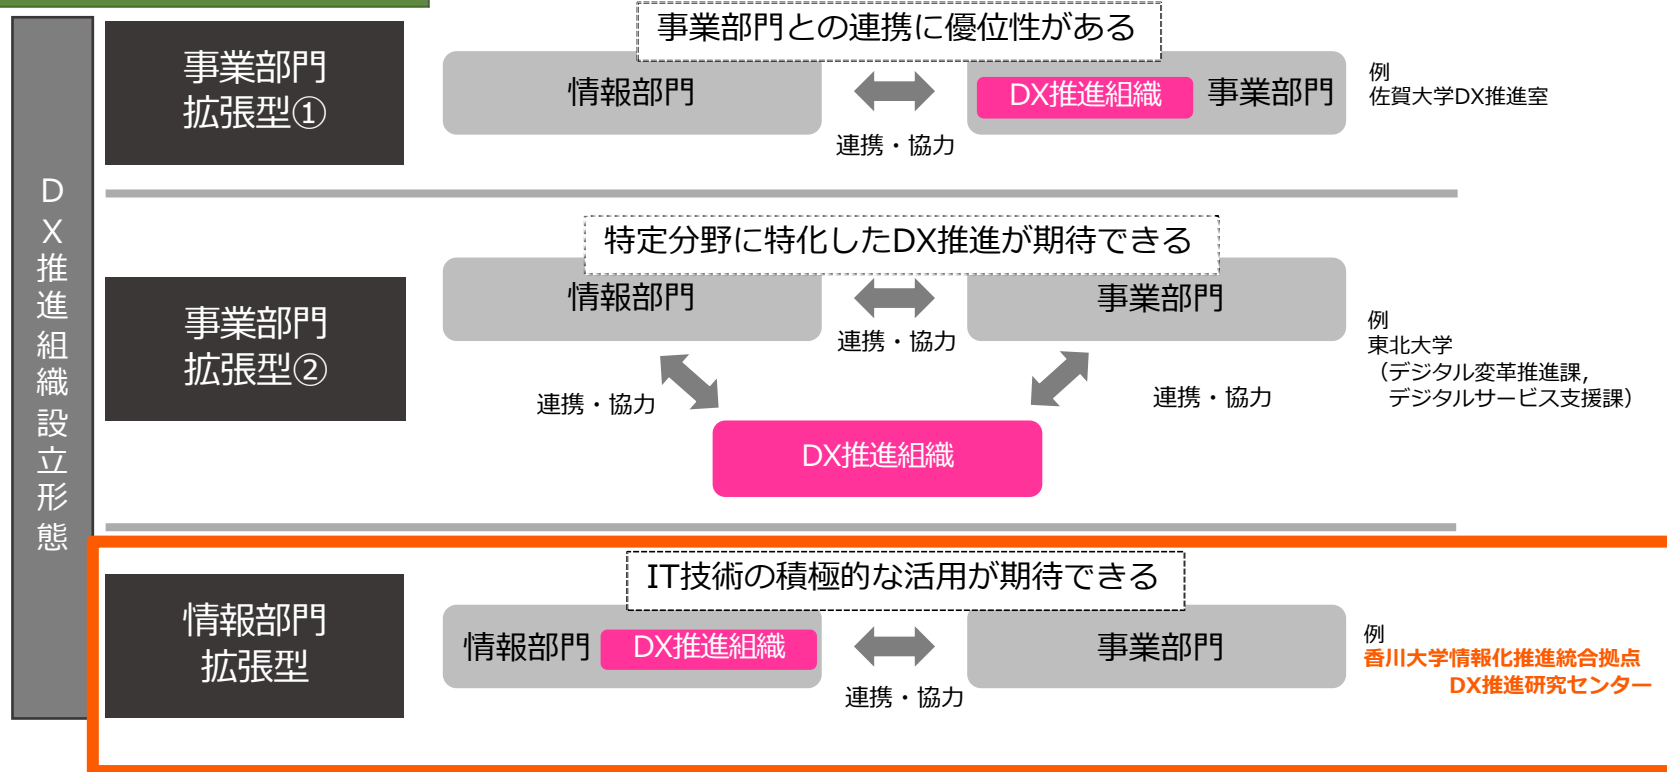 DX推進組織設立形態
事業部門との連携に優位性がある
事業部門
拡張型①
情報部門
DX推進組織
事業部門
連携・協力
例
佐賀大学DX推進室
特定分野に特化したDX推進が期待できる
事業部門
拡張型②
情報部門
事業部門
連携・協力
連携・協力
連携・協力
DX推進組織
例
東北大学
（デジタル変革推進課,
デジタルサービス支援課）
IT技術の積極的な活用が期待できる
情報部門
拡張型
情報部門
DX推進組織
事業部門
連携・協力
例
香川大学情報化推進統合拠点
DX推進研究センター